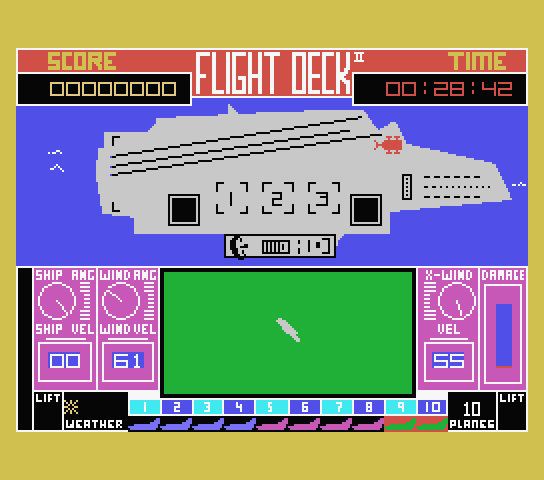 SCORE
FLIGHT DECK II
TIME
00000000
00:28:42
1 2 3
SHIP ANG
WIND ANG
X-WIND
DAMAGE
SHIP VEL
WIND VEL
VEL
00
61
55
LIFT
WEATHER
1 2 3 4 5 6 7 8 9 10
10
PLANES
LIFT